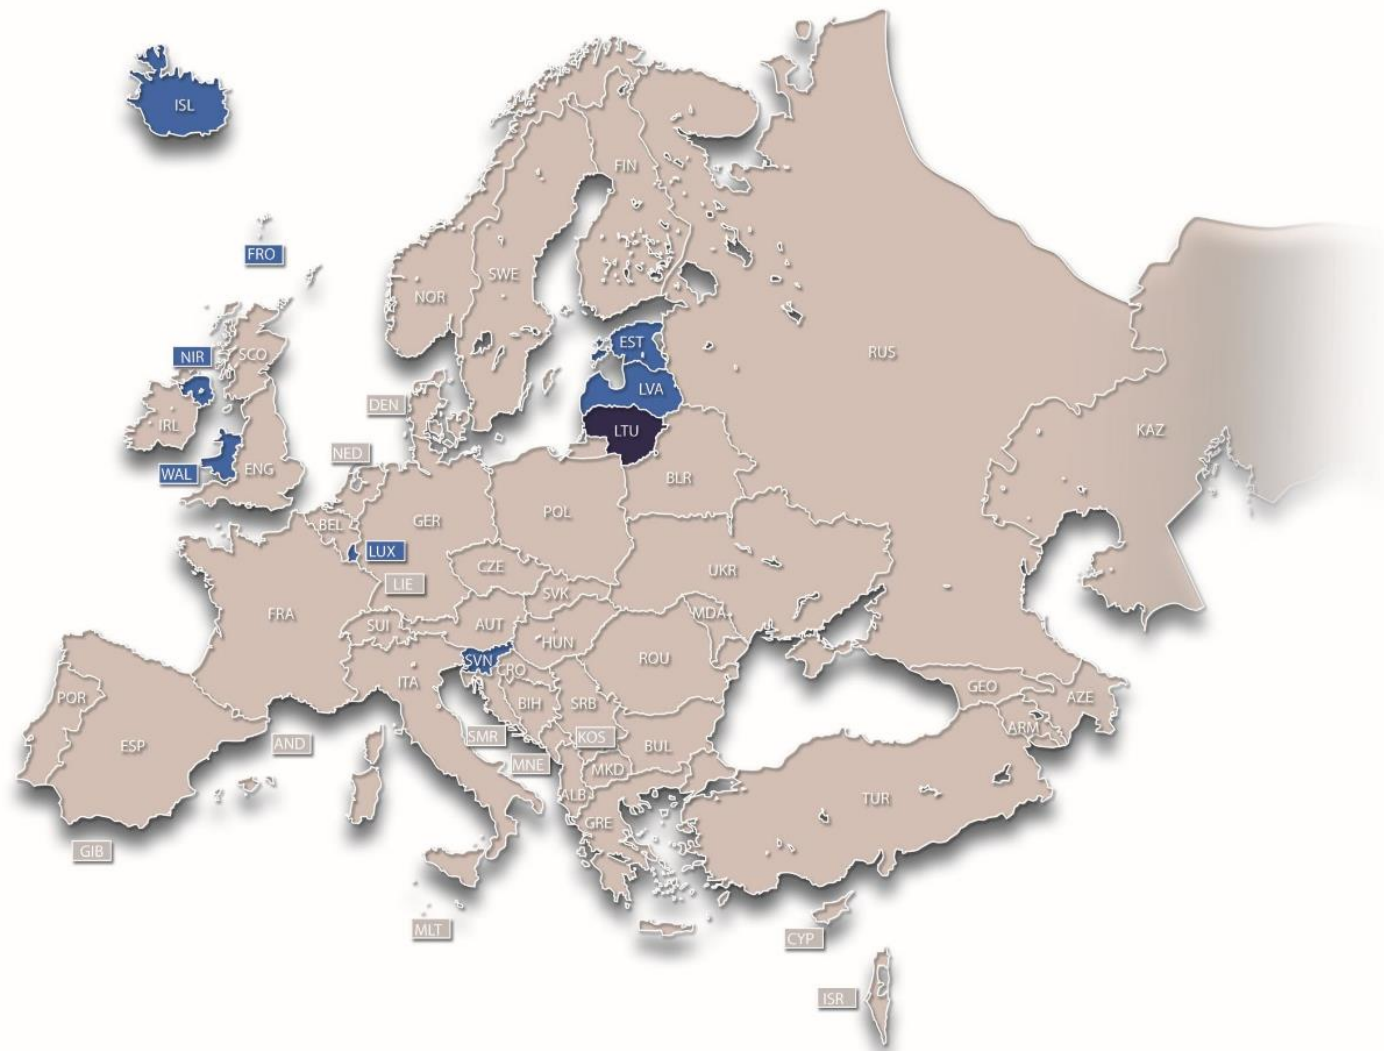 ISL
FIN
FRO
SWE
NOR
EST
NIR
SCO
RUS
LVA
DEN
IRL
LTU
KAZ
NED
ENG
WAL
BLR
POL
GER
BEL
LUX
CZE
UKR
LIE
SVK
FRA
MDA
SUI
AUT
HUN
ROU
SVN
CRO
ITA
GEO
POR
AZE
BIH
SRB
ARM
SMR
KOS
AND
ESP
BUL
MNE
MKD
ALB
TUR
GRE
GIB
MLT
CYP
ISR